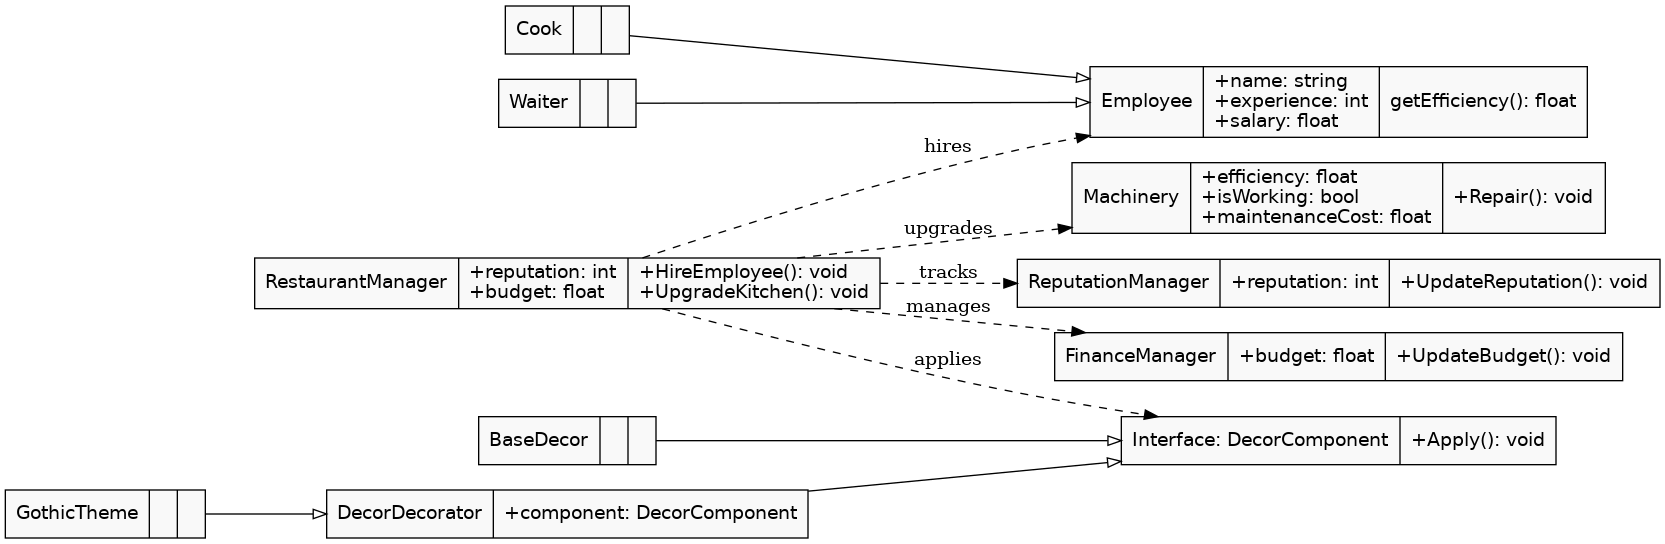 Cook
Waiter
Employee
+name: string
+experience: int
+salary: float
getEfficiency(): float
hires
Machinery
+efficiency: float
+isWorking: bool
+maintenanceCost: float
+Repair(): void
upgrades
RestaurantManager
+reputation: int
+budget: float
+HireEmployee(): void
+UpgradeKitchen(): void
tracks
ReputationManager
+reputation: int
+UpdateReputation(): void
manages
FinanceManager
+budget: float
+UpdateBudget(): void
applies
BaseDecor
Interface: DecorComponent
+Apply(): void
GothicTheme
DecorDecorator
+component: DecorComponent